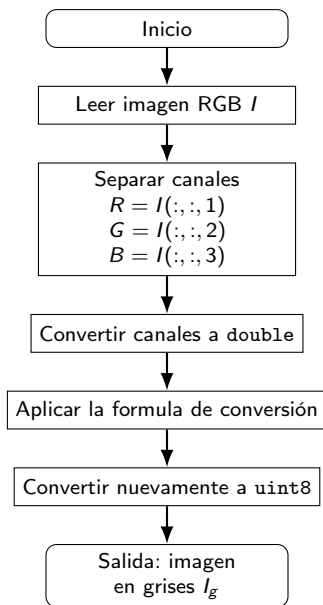 Inicio
Leer imagen RGB I
Separar canales
R = I(:,:,1)
G = I(:,:,2)
B = I(:,:,3)
Convertir canales a double
Aplicar la formula de conversión
Convertir nuevamente a uint8
Salida: imagen
en grises I_g